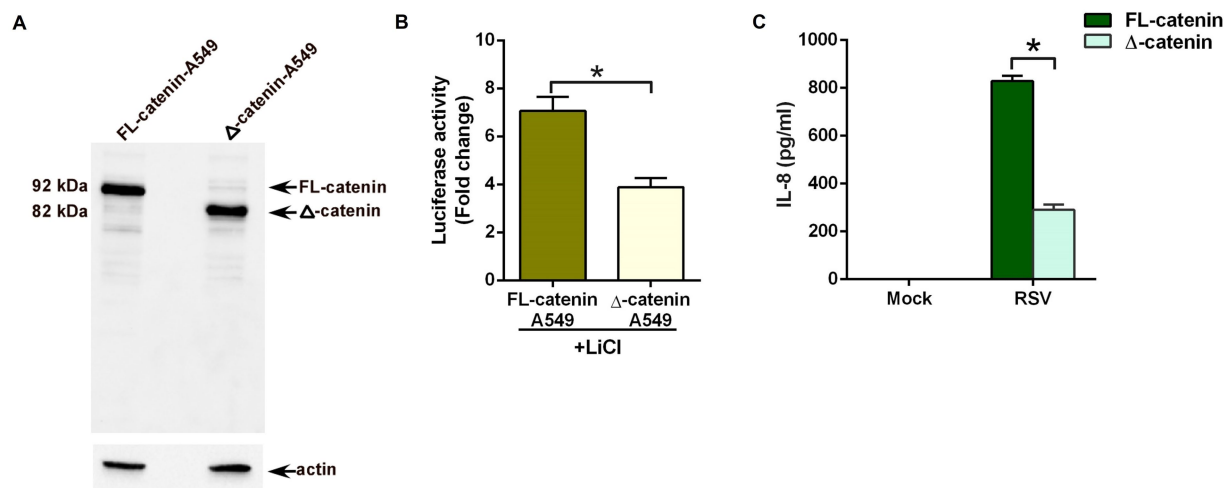 A
FL-catenin-A549
Δ-catenin-A549
92 kDa
FL-catenin
82 kDa
Δ-catenin
actin
B
Luciferase activity
(Fold change)
10
8
6
4
2
0
*
FL-catenin Δ-catenin
A549 A549
+LiCl
C
FL-catenin
Δ-catenin
IL-8 (pg/ml)
1000
800
600
400
200
0
*
Mock RSV